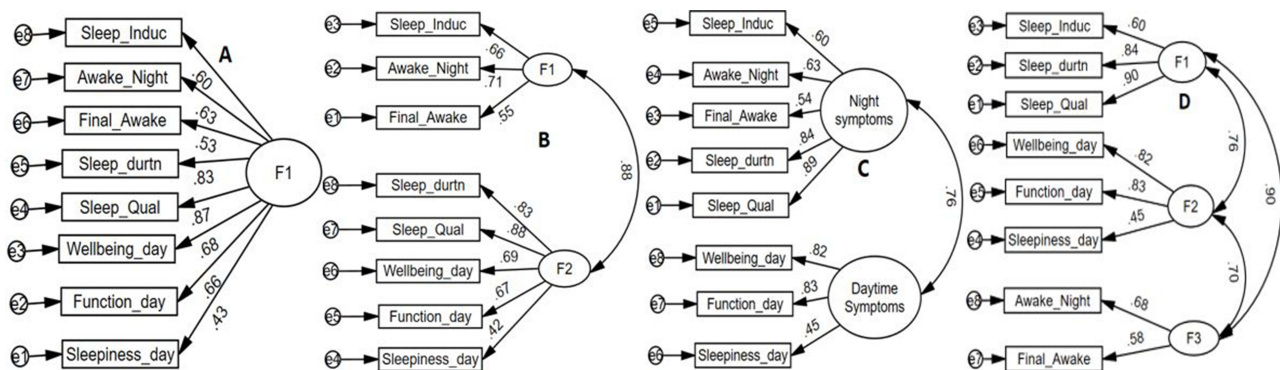 A
e8 Sleep_Induc
e7 Awake_Night
e6 Final_Awake
e5 Sleep_durtn
e4 Sleep_Qual
e3 Wellbeing_day
e2 Function_day
e1 Sleepiness_day
.60
.63
.53
.83
.87
.68
.66
.43
F1
B
e3 Sleep_Induc
e2 Awake_Night
e1 Final_Awake
.66
.71
.55
F1
e8 Sleep_durtn
e7 Sleep_Qual
e6 Wellbeing_day
e5 Function_day
e4 Sleepiness_day
.83
.88
.69
.67
.42
F2
.88
C
e5 Sleep_Induc
e4 Awake_Night
e3 Final_Awake
e2 Sleep_durtn
e1 Sleep_Qual
.60
.63
.54
.84
.89
Night
symptoms
e8 Wellbeing_day
e7 Function_day
e6 Sleepiness_day
.82
.83
.45
Daytime
Symptoms
.76
D
e3 Sleep_Induc
e2 Sleep_durtn
e1 Sleep_Qual
.60
.84
.90
F1
e6 Wellbeing_day
e5 Function_day
e4 Sleepiness_day
.82
.83
.45
F2
e8 Awake_Night
e7 Final_Awake
.68
.58
F3
.76
.90
.70